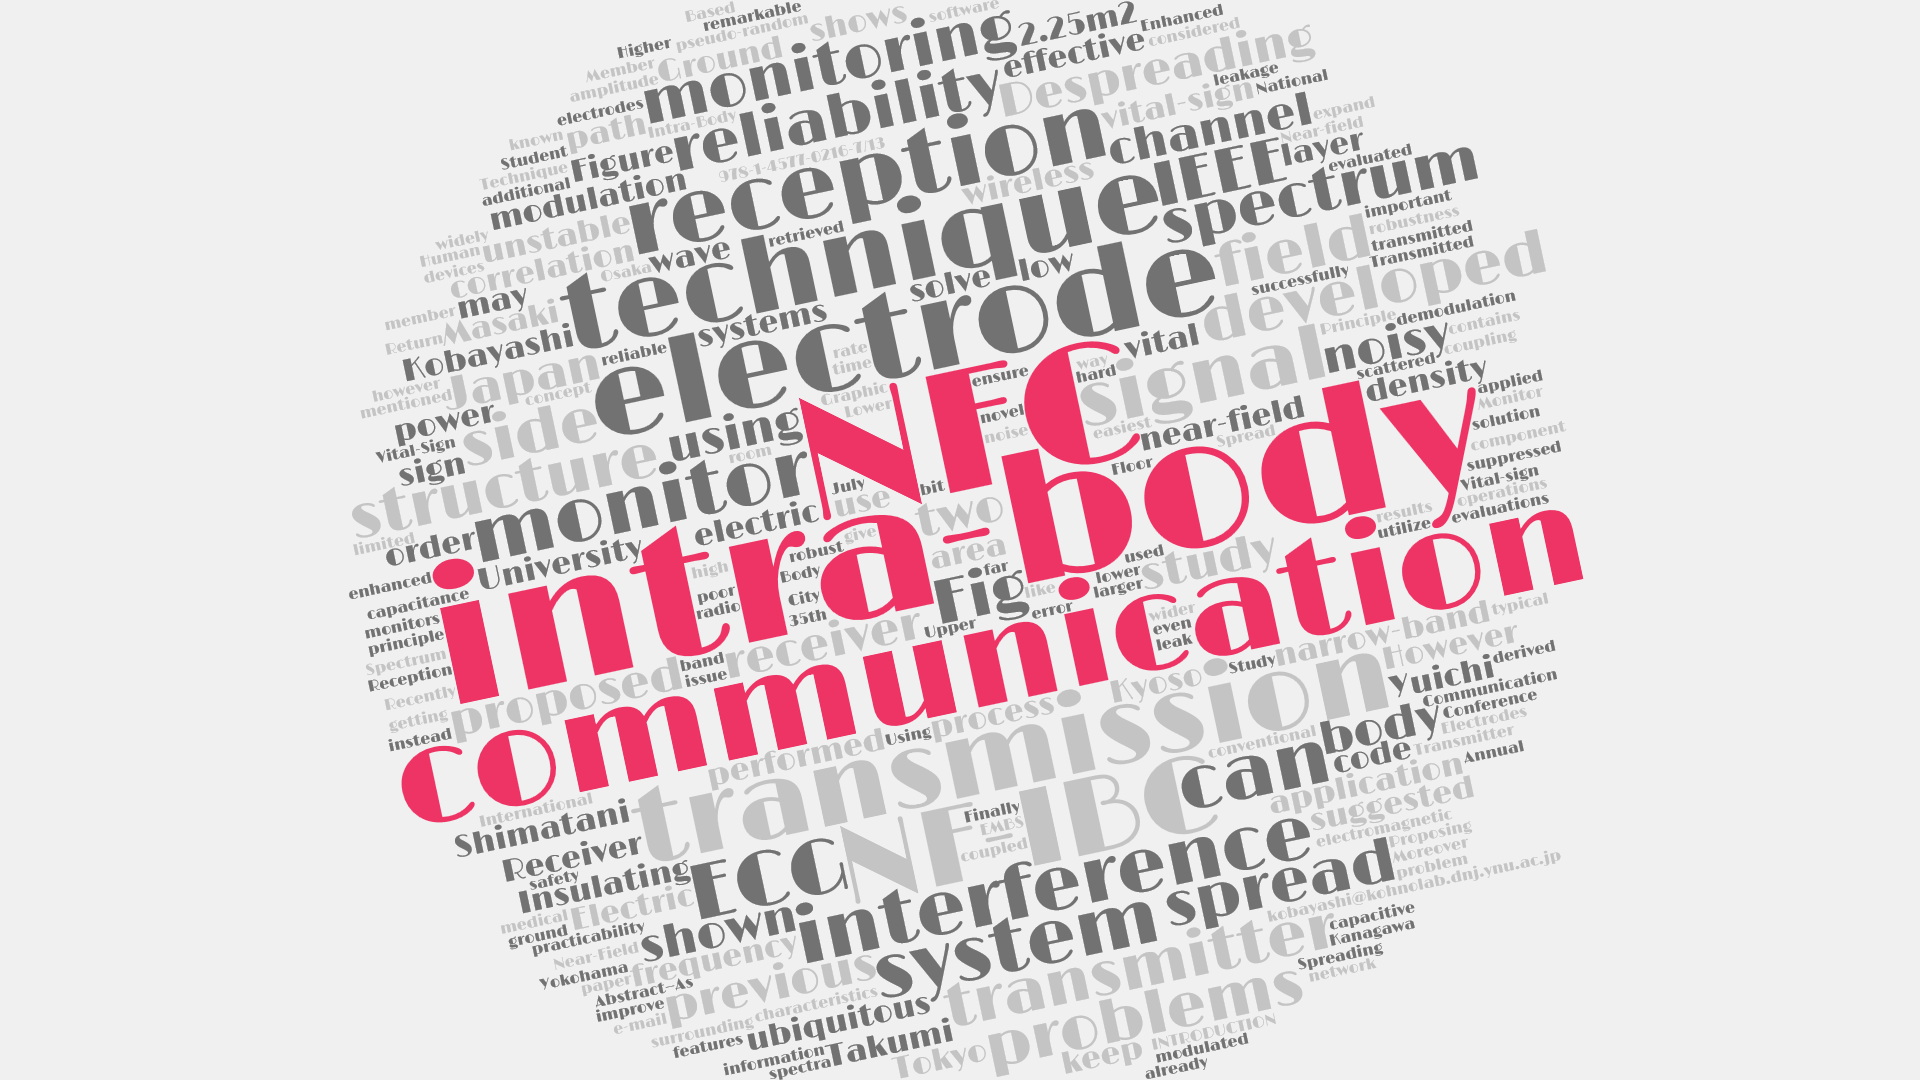 Based
remarkable
Higher
pseudo-random
shows
software
Member
Ground
monitoring
2.25m2
Enhanced
amplitude
effective
considered
electrodes
path
Intra-Body
reliability
Despreading
leakage
known
Student
Figure
978-1-4577-0216-7/13
vital-sign
National
Technique
additional
modulation
reception
wireless
channel
expand
Near-field
widely
unstable
technique
IEEE
layer
evaluated
Human
devices
correlation
Osaka
wave
retrieved
spectrum
important
robustness
member
may
solve
low
field
transmitted
Transmitted
Return
Masaki
Kobayashi
systems
electrode
successfully
developed
however
mentioned
Japan
concept
reliable
rate
time
vital
Principle
demodulation
power
side
Graphic
Lower
NFC
ensure
way
hard
signal
noisy
contains
coupling
Vital-Sign
sign
using
room
novel
noise
easiest
near-field
Spread
scattered
density
applied
Monitor
structure
monitor
July
use
bit
two
Floor
intra-body
solution
component
limited
order
electric
give
area
suppressed
vital-sign
enhanced
University
high
robust
Body
far
used
study
results
utilize
operations
evaluations
capacitance
monitors
principle
poor
radio
City
35th
Fig
like
lower
larger
communication
Spectrum
Reception
receiver
Upper
error
wider
even
leak
typical
Recently
getting
proposed
band
issue
Kyoso
Study
narrow-band
However
instead
performed
Using
process
transmission
yuichi
derived
International
conventional
can
body
code
Communication
Conference
Electrodes
Transmitter
Annual
Shimatani
Finally
EMBS
coupled
NF-IBC
application
suggested
Receiver
safety
Insulating
ECG
interference
electromagnetic
Proposing
Moreover
problem
medical
Electric
ground
practicability
shown
system
spread
kobayashi@kohnolab.dnj.ynu.ac.jp
Near-Field
Yokohama
paper
frequency
transmitter
capacitive
Kanagawa
Abstract—As
improve
previous
Spreading
network
e-mail
surrounding
characteristics
ubiquitous
problems
features
information
spectra
Takumi
Tokyo
keep
INTRODUCTION
modulated
already